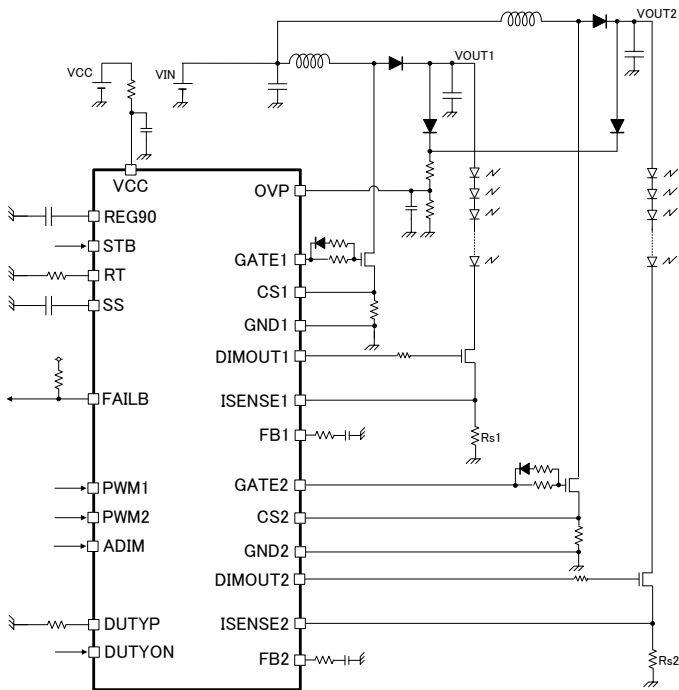 VOUT2
VOUT1
VCC
VIN
VCC
OVP
REG90
STB
GATE1
RT
CS1
SS
GND1
DIMOUT1
FAILB
ISENSE1
FB1
Rs1
PWM1
GATE2
PWM2
CS2
ADIM
GND2
DIMOUT2
DUTYP
ISENSE2
DUTYON
FB2
Rs2